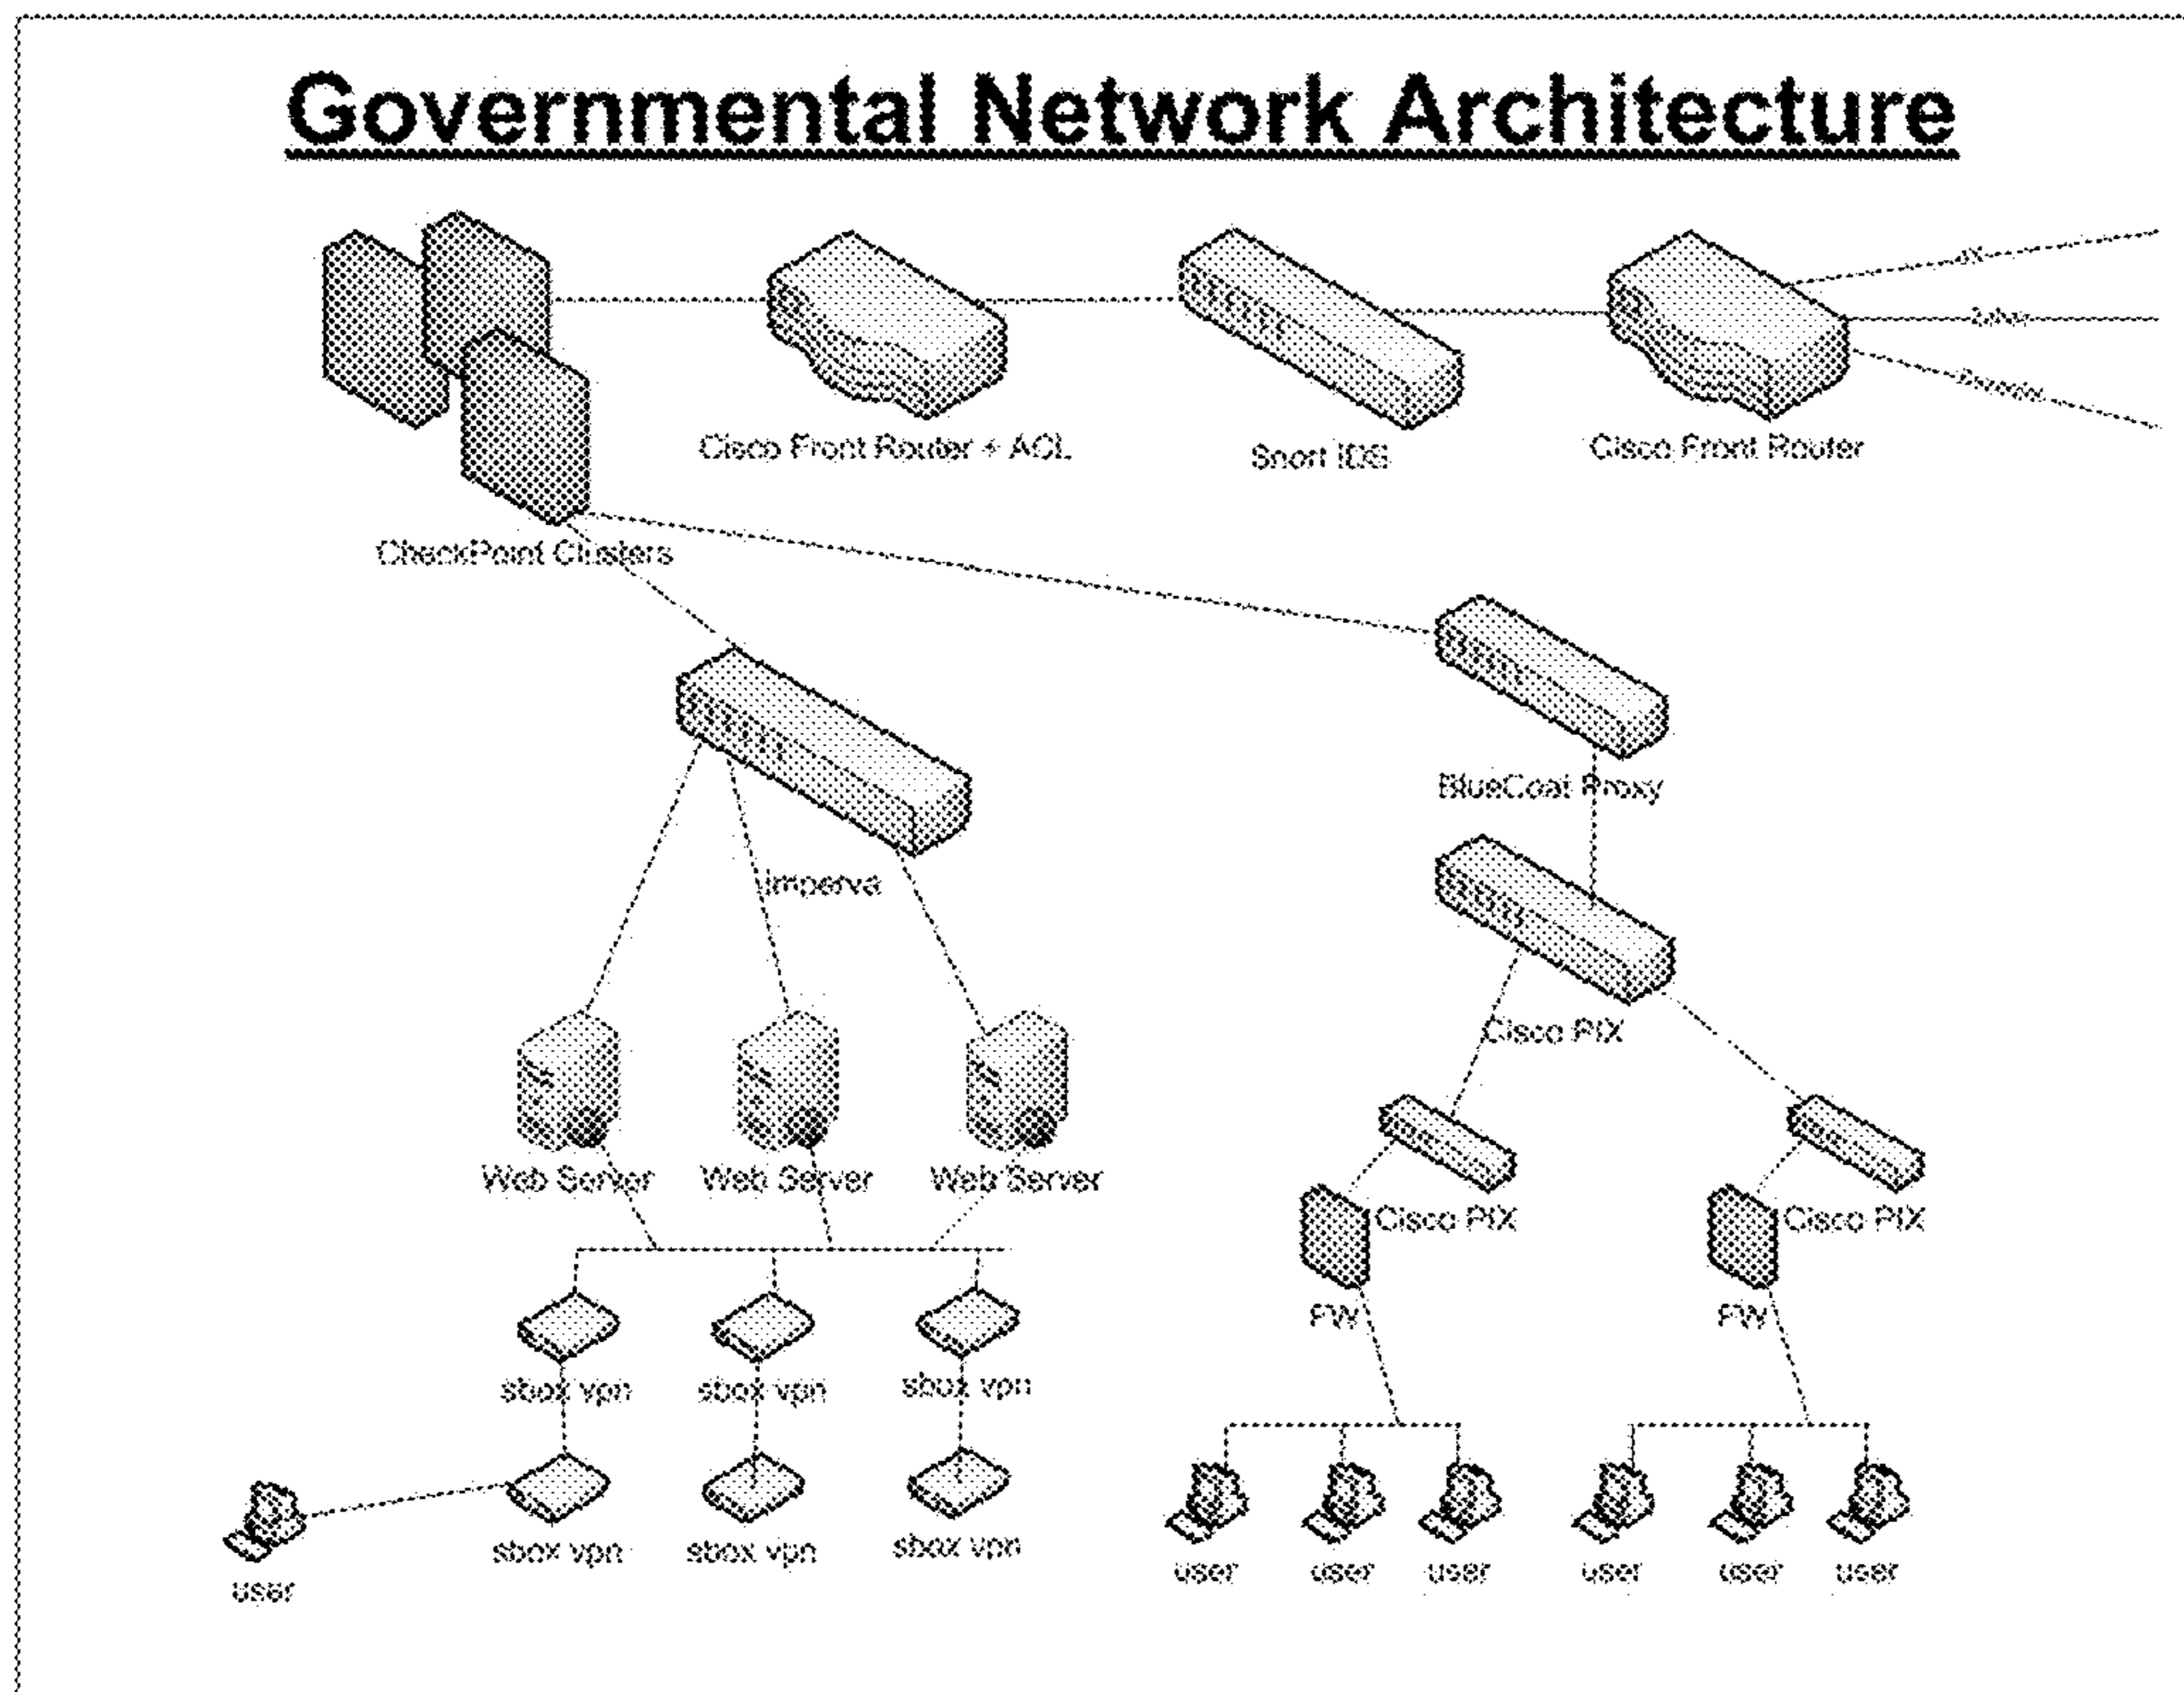 Governmental Network Architecture
Cisco Front Router + ACL
Snort IDS
Cisco Front Router
CheckPoint Clusters
BlueCoat Proxy
Imperva
Cisco PIX
Web Server
Web Server
Web Server
Cisco PIX
Cisco PIX
FW
FW
sbox vpn
sbox vpn
sbox vpn
sbox vpn
sbox vpn
sbox vpn
user
user
user
user
user
user
user